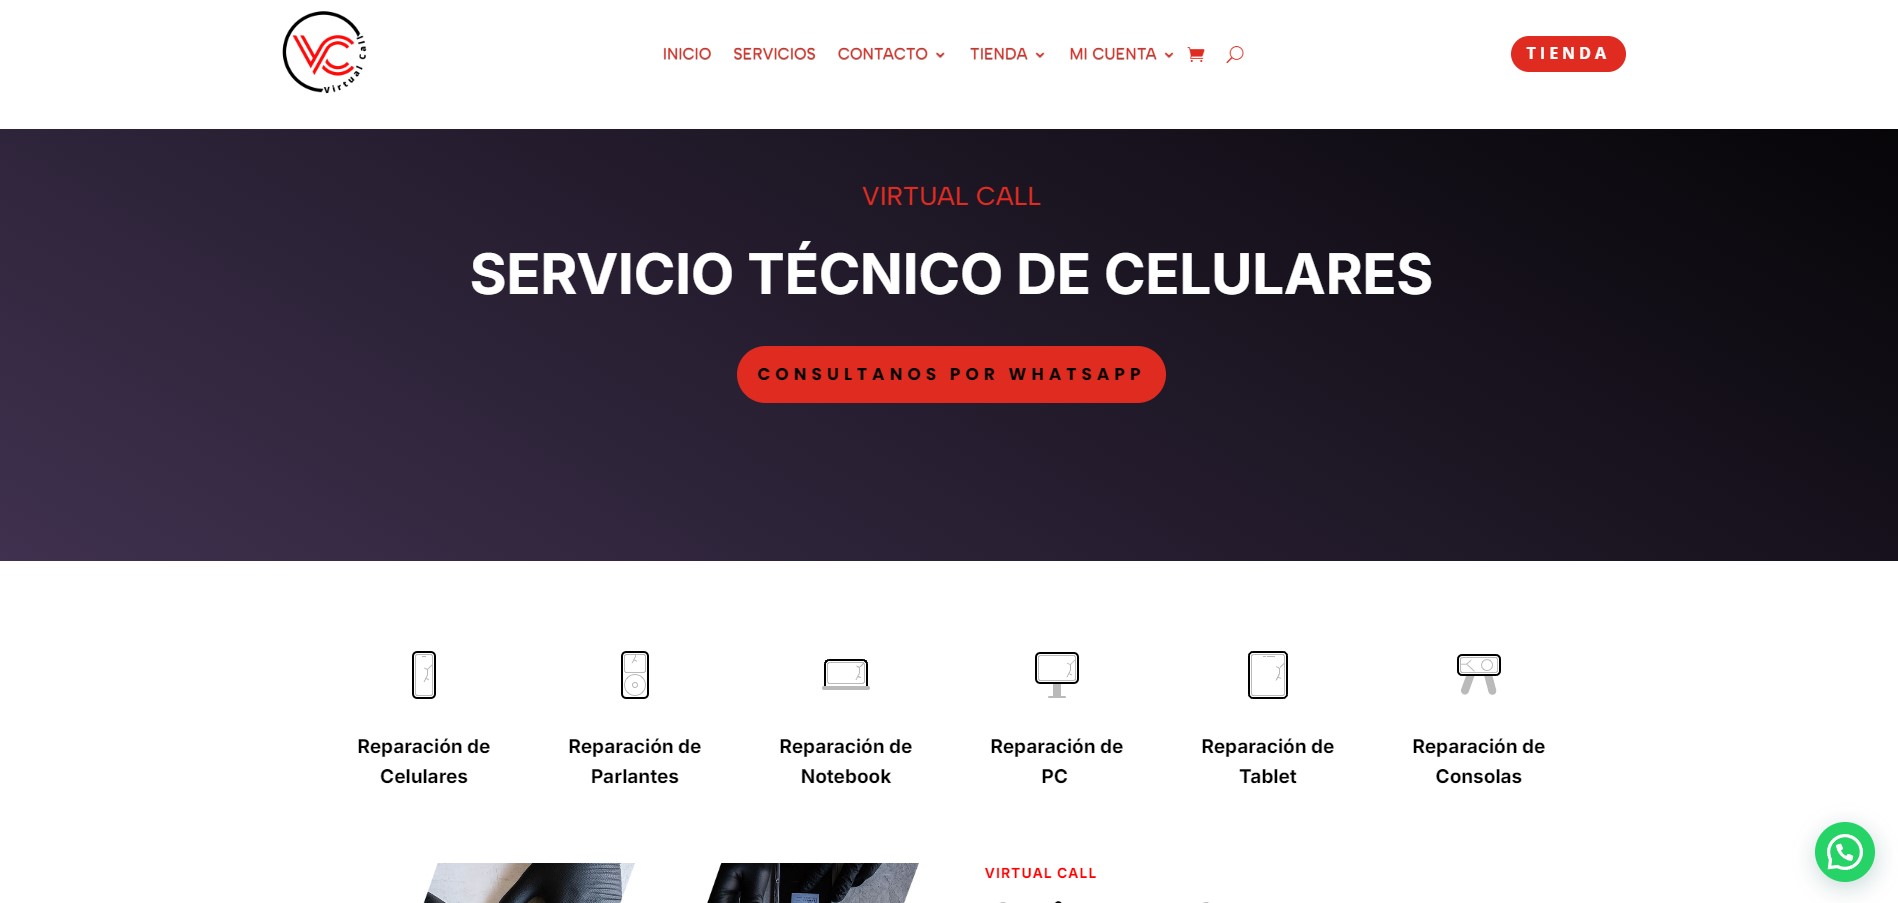 Virtual Call
INICIO SERVICIOS CONTACTO TIENDA MI CUENTA
TIENDA
VIRTUAL CALL
SERVICIO TÉCNICO DE CELULARES
CONSULTANOS POR WHATSAPP
Reparación de
Celulares
Reparación de
Parlantes
Reparación de
Notebook
Reparación de
PC
Reparación de
Tablet
Reparación de
Consolas
VIRTUAL CALL